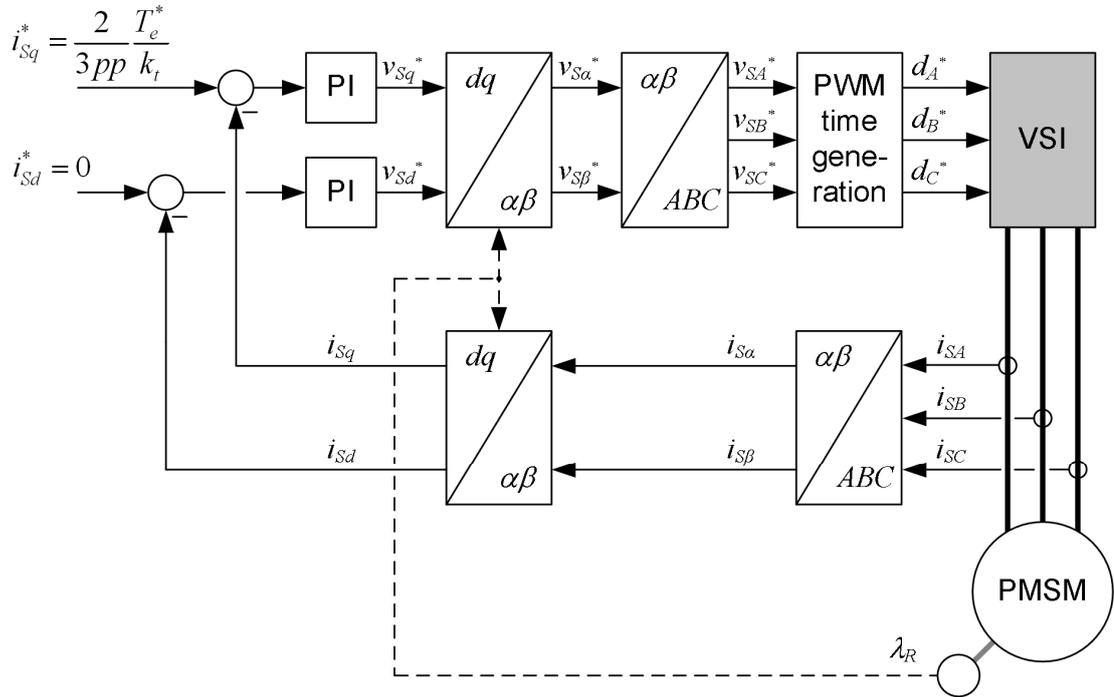 i*Sq = 2/3pp T*e/kt
PI
vSq*
dq
αβ
vSα*
vSβ*
αβ
ABC
vSA*
vSB*
vSC*
PWM
time
gene-
ration
dA*
dB*
dC*
VSI
i*Sd = 0
PI
vSd*
iSq
iSd
dq
αβ
iSα
iSβ
αβ
ABC
iSA
iSB
iSC
PMSM
λR